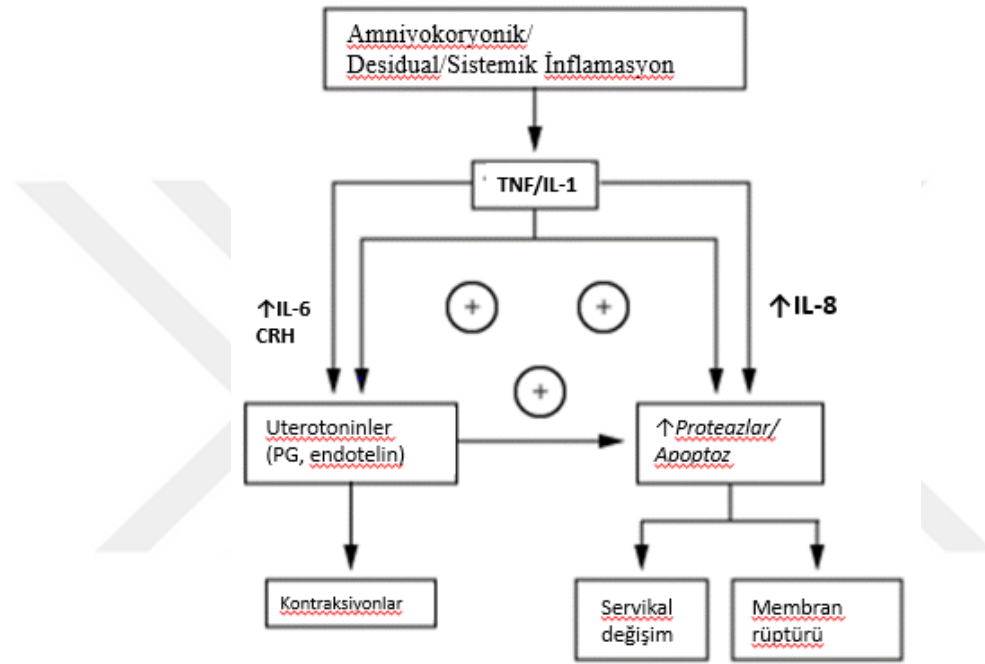 Amnivokoryonik/
Desidual/Sistemik İnflamasyon
TNF/IL-1
↑IL-6
CRH
↑IL-8
+
+
+
Uterotoninler
(PG, endotelin)
↑Proteazlar/
Apoptoz
Kontraksiyonlar
Servikal
değişim
Membran
rüptürü